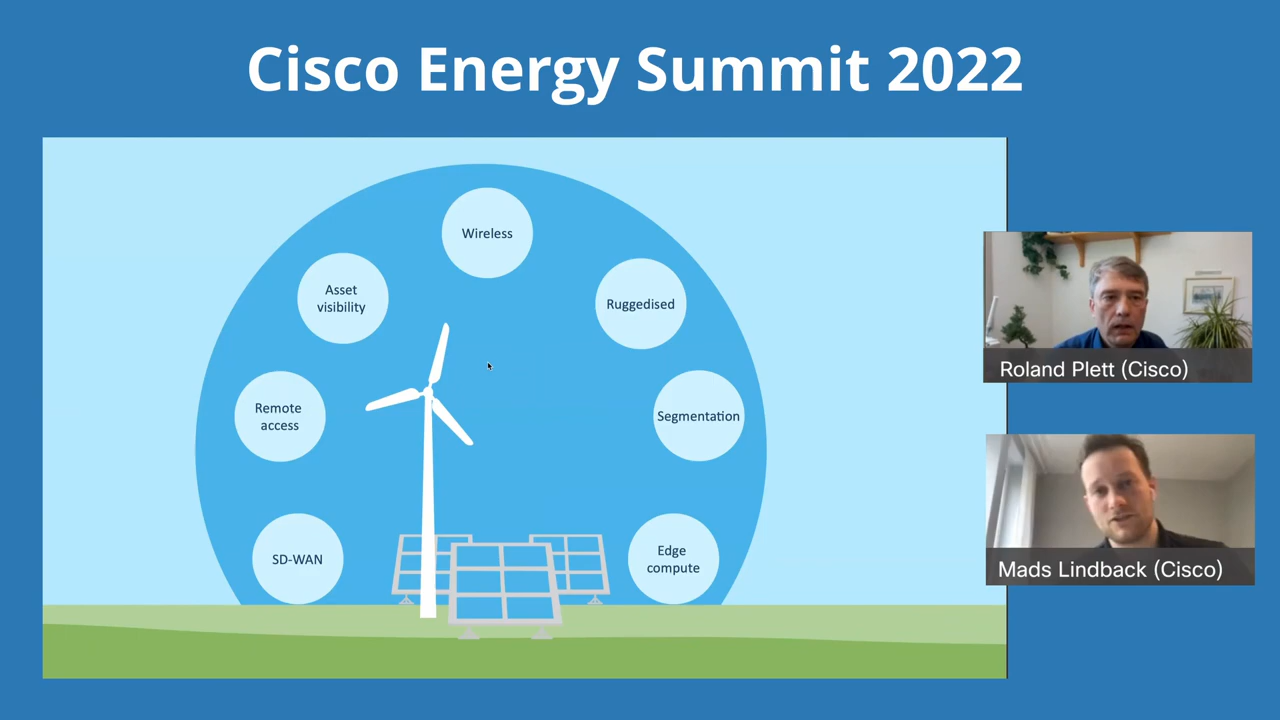 Cisco Energy Summit 2022
Wireless
Asset
visibility
Ruggedised
Remote
access
Segmentation
SD-WAN
Edge
compute
Roland Plett (Cisco)
Mads Lindback (Cisco)